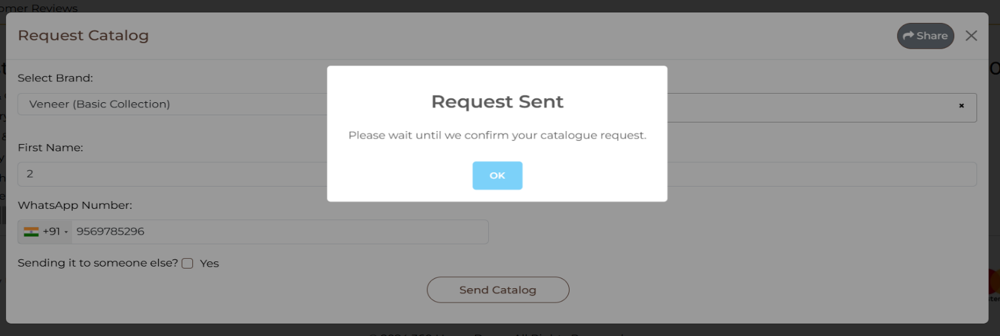 omer Reviews
Request Catalog
Share
Select Brand:
Veneer (Basic Collection)
×
Request Sent
Please wait until we confirm your catalogue request.
OK
First Name:
2
WhatsApp Number:
+91 9569785296
Sending it to someone else? Yes
Send Catalog